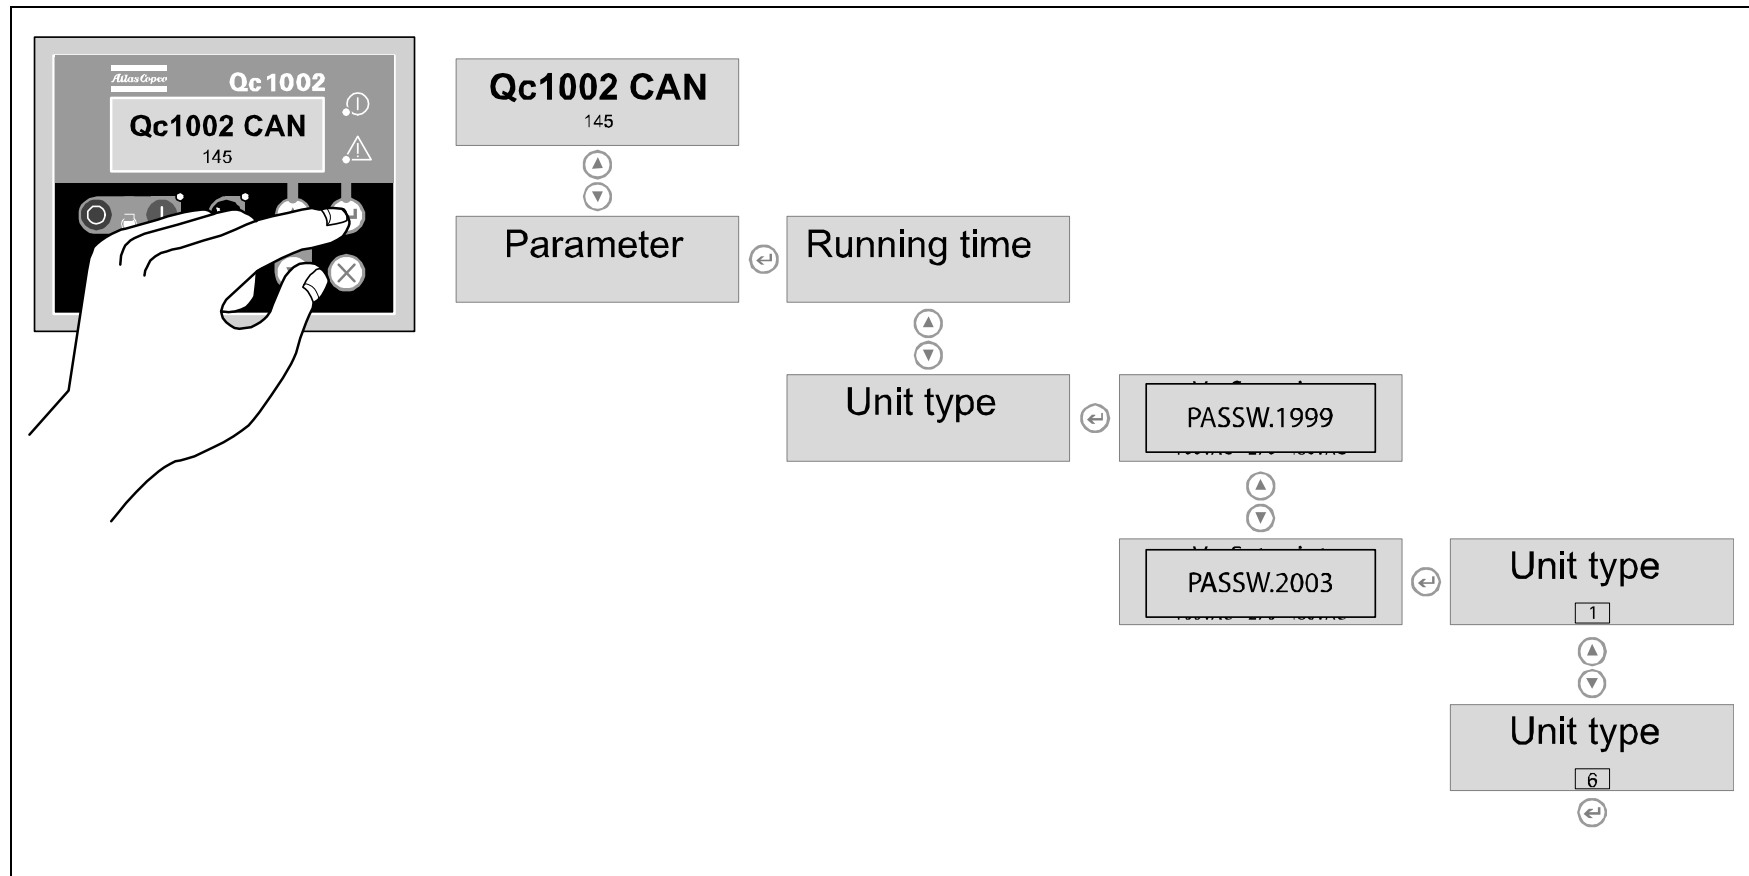 Atlas Copco
Qc1002
Qc1002 CAN
145
Qc1002 CAN
145
Parameter
Running time
Unit type
PASSW.1999
PASSW.2003
Unit type
1
Unit type
6